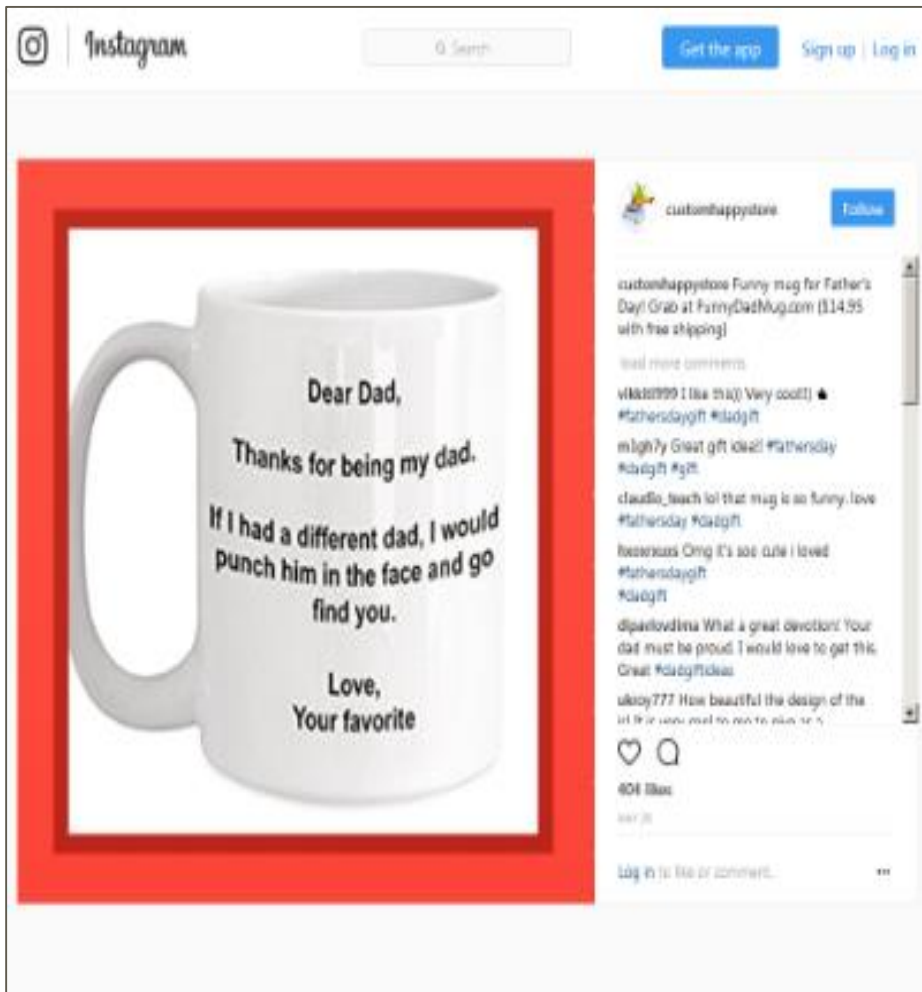 Instagram
Search
Get the app
Sign up | Log in
customhappystore
Follow
Dear Dad,
Thanks for being my dad.
If I had a different dad, I would
punch him in the face and go
find you.
Love,
Your favorite
customhappystore Funny mug for Father's
Day! Grab at FunnyDadMug.com ($14.95
with free shipping)
load more comments
I like this)) Very cool!)
#fathersdaygift #dadgift
m1gh7y Great gift idea!! #fathersday
#dadgift #gift
claudio_teach lol that mug is so funny. love
#fathersday #dadgift
Omg it's soo cute i loved
#fathersdaygift
#dadgift
What a great devotion! Your
dad must be proud. I would love to get this.
Great #dadgiftideas
How beautiful the design of the
404 likes
Log in to like or comment.